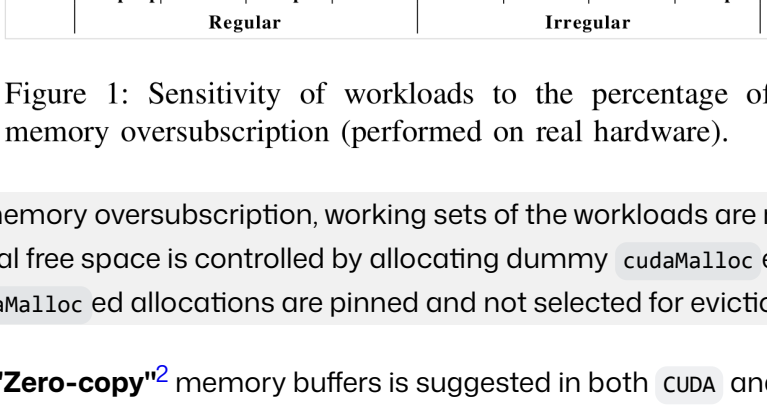 Regular Irregular
Figure 1: Sensitivity of workloads to the percentage of
memory oversubscription (performed on real hardware).
memory oversubscription, working sets of the workloads are
al free space is controlled by allocating dummy cudaMalloc
aMalloc ed allocations are pinned and not selected for evictio
"Zero-copy"2 memory buffers is suggested in both CUDA and